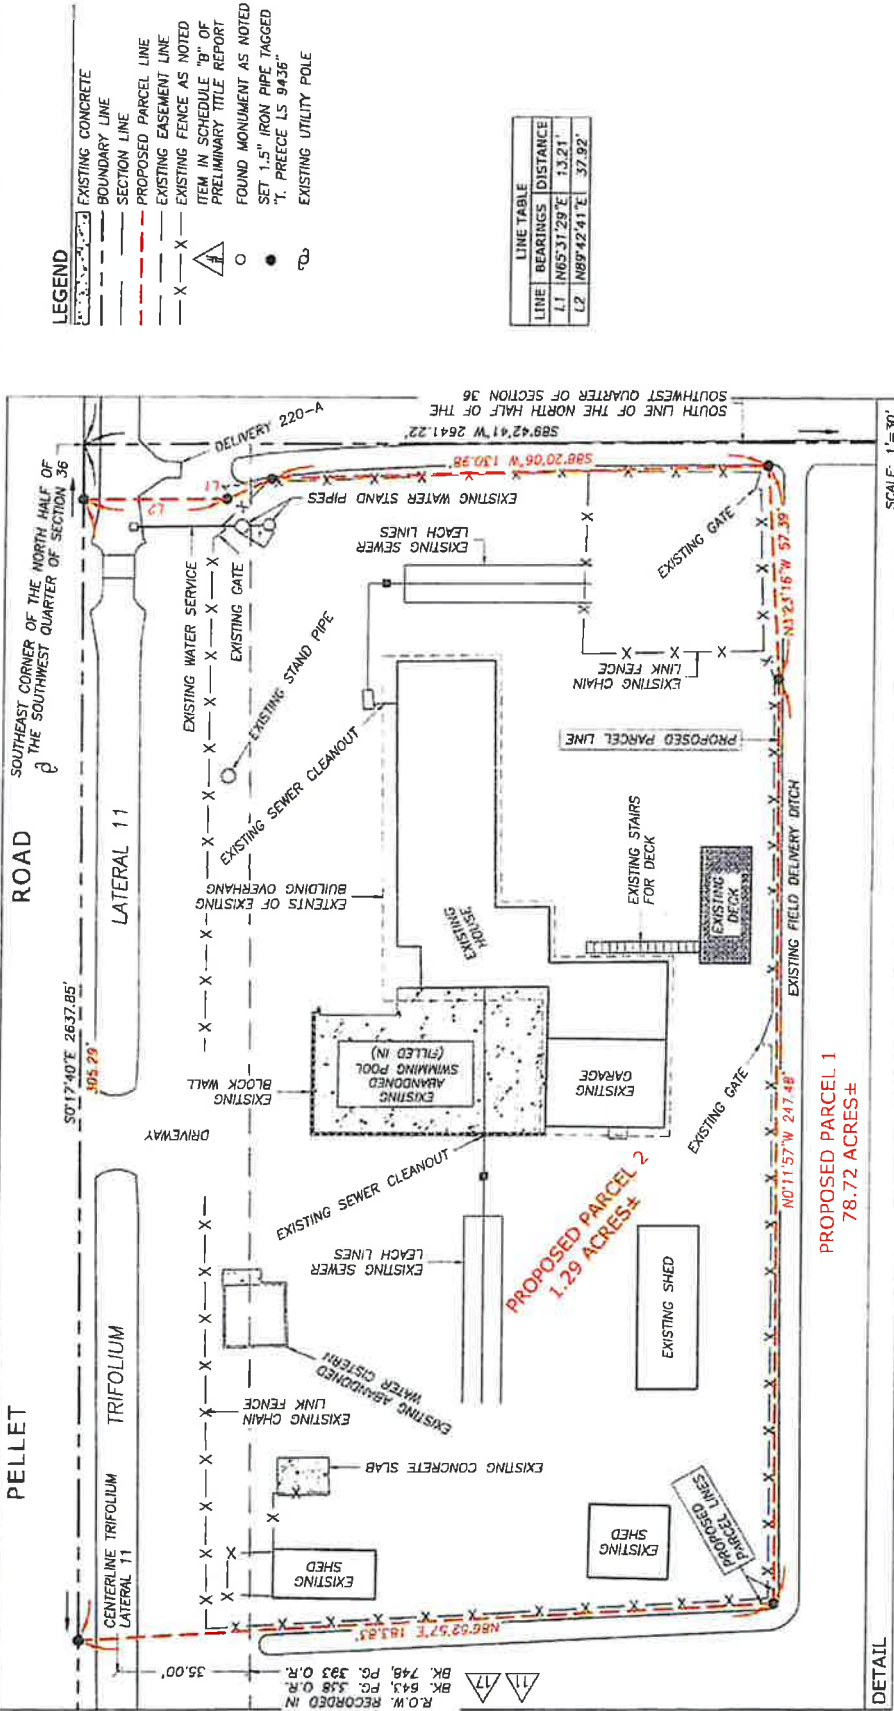 LEGEND
EXISTING CONCRETE
BOUNDARY LINE
SECTION LINE
PROPOSED PARCEL LINE
EXISTING EASEMENT LINE
EXISTING FENCE AS NOTED
ITEM IN SCHEDULE "B" OF
PRELIMINARY TITLE REPORT
FOUND MONUMENT AS NOTED
SET 1.5" IRON PIPE TAGGED
"T. PREECE LS 9436"
EXISTING UTILITY POLE
LINE TABLE
LINE BEARINGS DISTANCE
L1 N65°31'29"E 13.21'
L2 N89°42'41"E 37.92'
PELLET ROAD
SOUTHEAST CORNER OF THE NORTH HALF OF
THE SOUTHWEST QUARTER OF SECTION 36
S0°17'40"E 2637.85'
305.29'
CENTERLINE TRIFOLIUM
LATERAL 11
TRIFOLIUM
LATERAL 11
DRIVEWAY
DELIVERY 220-A
L1
L2
SOUTH LINE OF THE NORTH HALF OF THE
SOUTHWEST QUARTER OF SECTION 36
S89°42'41"W 2641.22'
S88°20'06"W 130.98'
EXISTING WATER STAND PIPES
EXISTING WATER SERVICE
EXISTING GATE
EXISTING STAND PIPE
EXISTING SEWER
LEACH LINES
EXISTING SEWER CLEANOUT
EXTENTS OF EXISTING
BUILDING OVERHANG
EXISTING GATE
N3°23'16"W 57.39'
EXISTING CHAIN
LINK FENCE
PROPOSED PARCEL LINE
EXISTING
HOUSE
EXISTING STAIRS
FOR DECK
EXISTING
DECK
EXISTING FIELD DELIVERY DITCH
EXISTING
BLOCK WALL
EXISTING
ABANDONED
SWIMMING POOL
(FILLED IN)
EXISTING
GARAGE
EXISTING GATE
N0°11'57"W 247.48'
EXISTING SEWER CLEANOUT
EXISTING SEWER
LEACH LINES
PROPOSED PARCEL 2
1.29 ACRES±
PROPOSED PARCEL 1
78.72 ACRES±
EXISTING SHED
EXISTING ABANDONED
WATER CISTERN
EXISTING CHAIN
LINK FENCE
EXISTING CONCRETE SLAB
EXISTING
SHED
EXISTING
SHED
PROPOSED
PARCEL LINES
N86°52'57"E 183.83'
35.00'
R.O.W. RECORDED IN
BK. 643, PG. 338 O.R.
BK. 748, PG. 393 O.R.
17
11
DETAIL
SCALE: 1"=30'